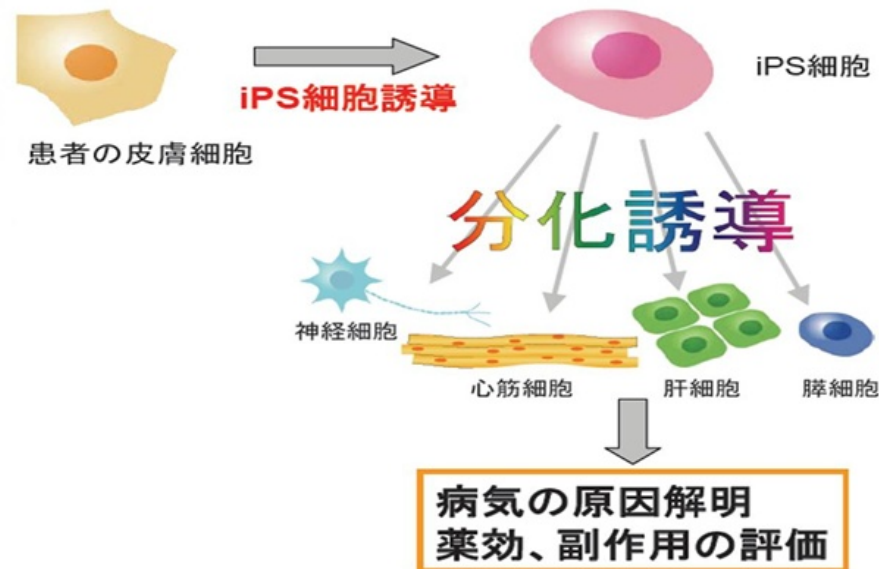 iPS細胞誘導
iPS細胞
患者の皮膚細胞
分化誘導
神経細胞
心筋細胞
肝細胞
膵細胞
病気の原因解明
薬効、副作用の評価